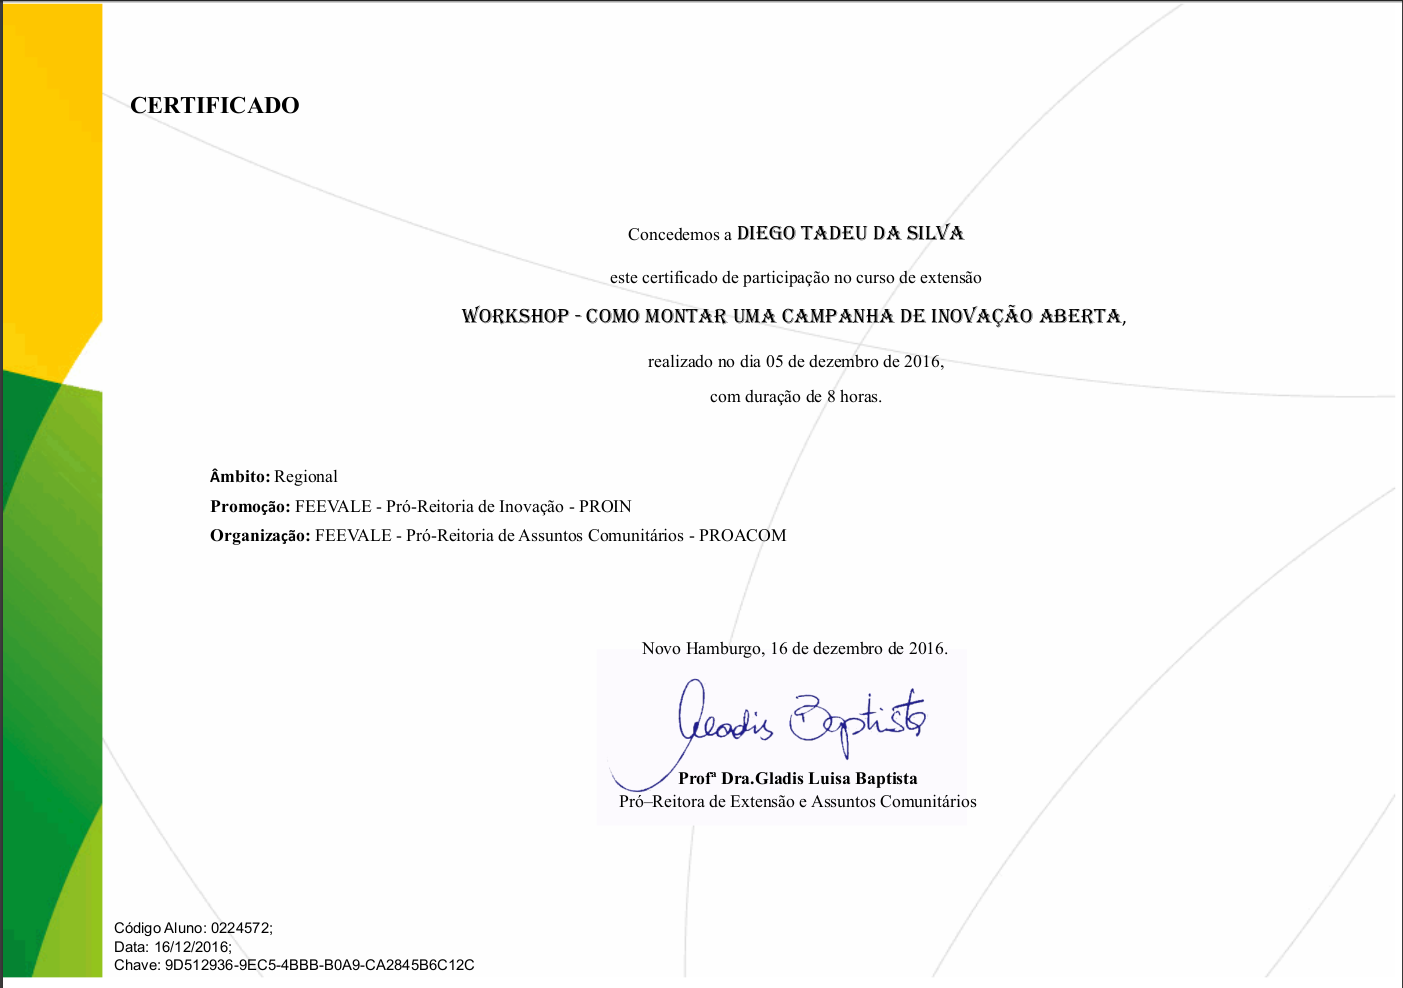 CERTIFICADO
Concedemos a DIEGO TADEU DA SILVA
este certificado de participação no curso de extensão
WORKSHOP - COMO MONTAR UMA CAMPANHA DE INOVAÇÃO ABERTA,
realizado no dia 05 de dezembro de 2016,
com duração de 8 horas.
Âmbito: Regional
Promoção: FEEVALE - Pró-Reitoria de Inovação - PROIN
Organização: FEEVALE - Pró-Reitoria de Assuntos Comunitários - PROACOM
Novo Hamburgo, 16 de dezembro de 2016.
Gladis Baptista
Profª Dra.Gladis Luisa Baptista
Pró–Reitora de Extensão e Assuntos Comunitários
Código Aluno: 0224572;
Data: 16/12/2016;
Chave: 9D512936-9EC5-4BBB-B0A9-CA2845B6C12C